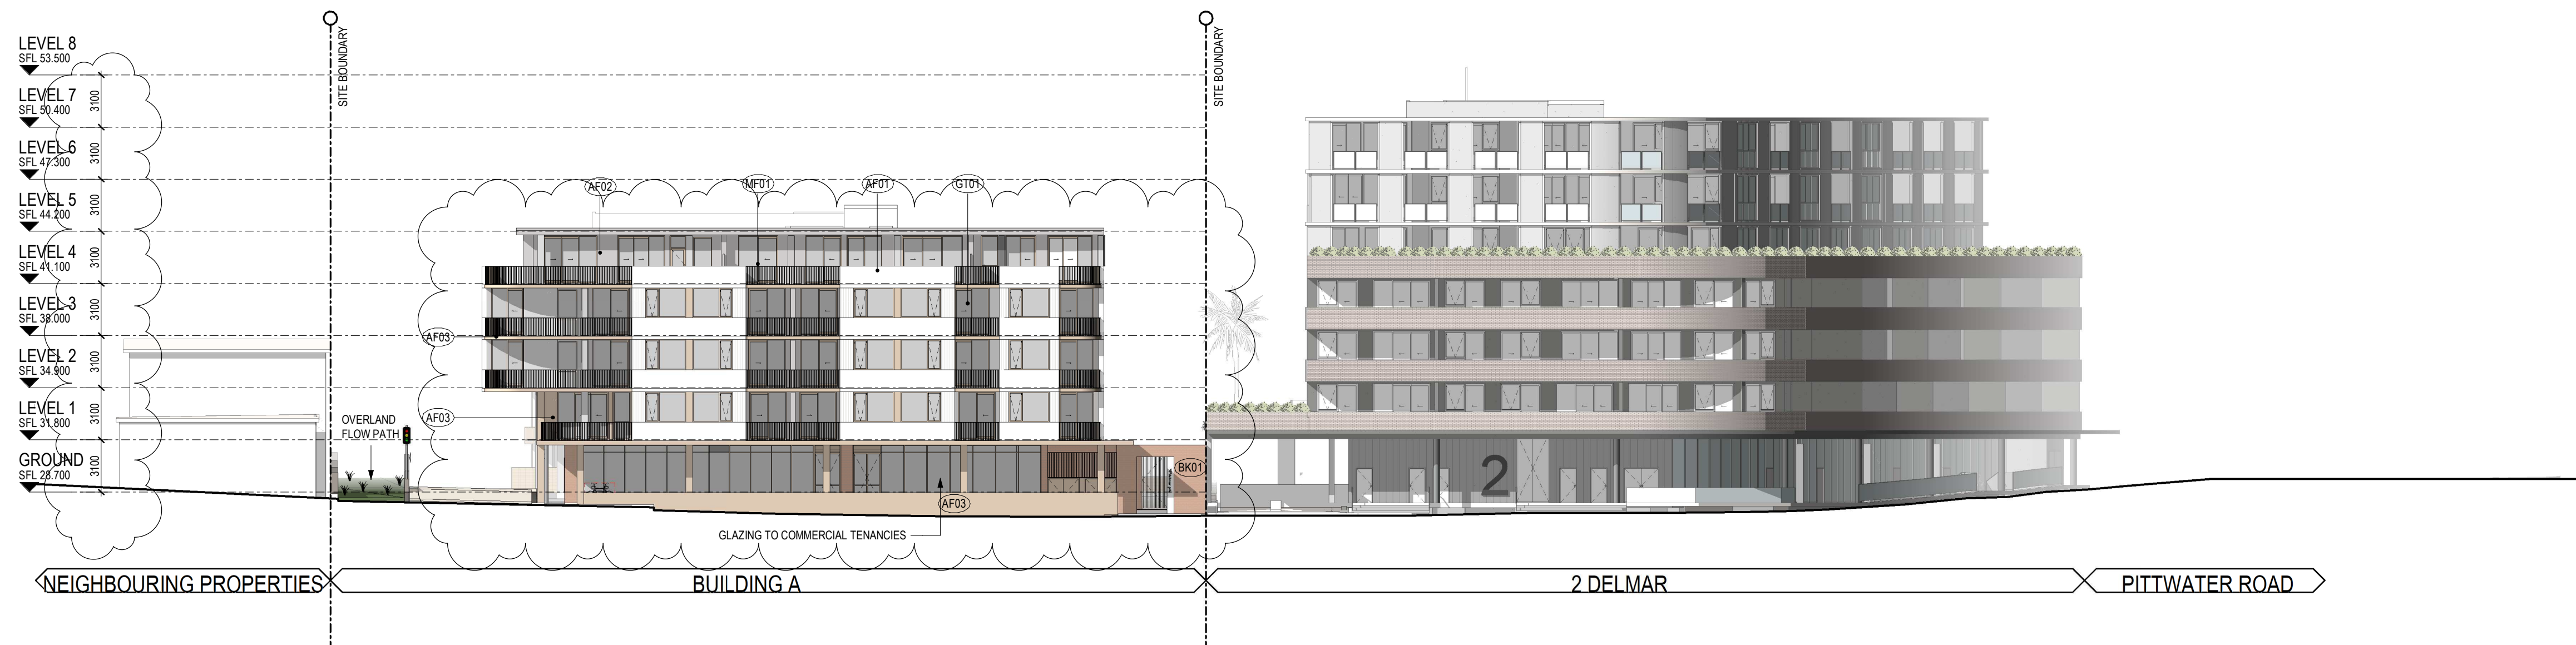 LEVEL 8
SFL 53.500
LEVEL 7
SFL 50.400
LEVEL 6
SFL 47.300
LEVEL 5
SFL 44.200
LEVEL 4
SFL 41.100
LEVEL 3
SFL 38.000
LEVEL 2
SFL 34.900
LEVEL 1
SFL 31.800
GROUND
SFL 28.700
3100
3100
3100
3100
3100
3100
3100
3100
SITE BOUNDARY
SITE BOUNDARY
AF02
MF01
AF01
GT01
AF03
AF03
OVERLAND
FLOW PATH
BK01
AF03
2
GLAZING TO COMMERCIAL TENANCIES
NEIGHBOURING PROPERTIES
BUILDING A
2 DELMAR
PITTWATER ROAD